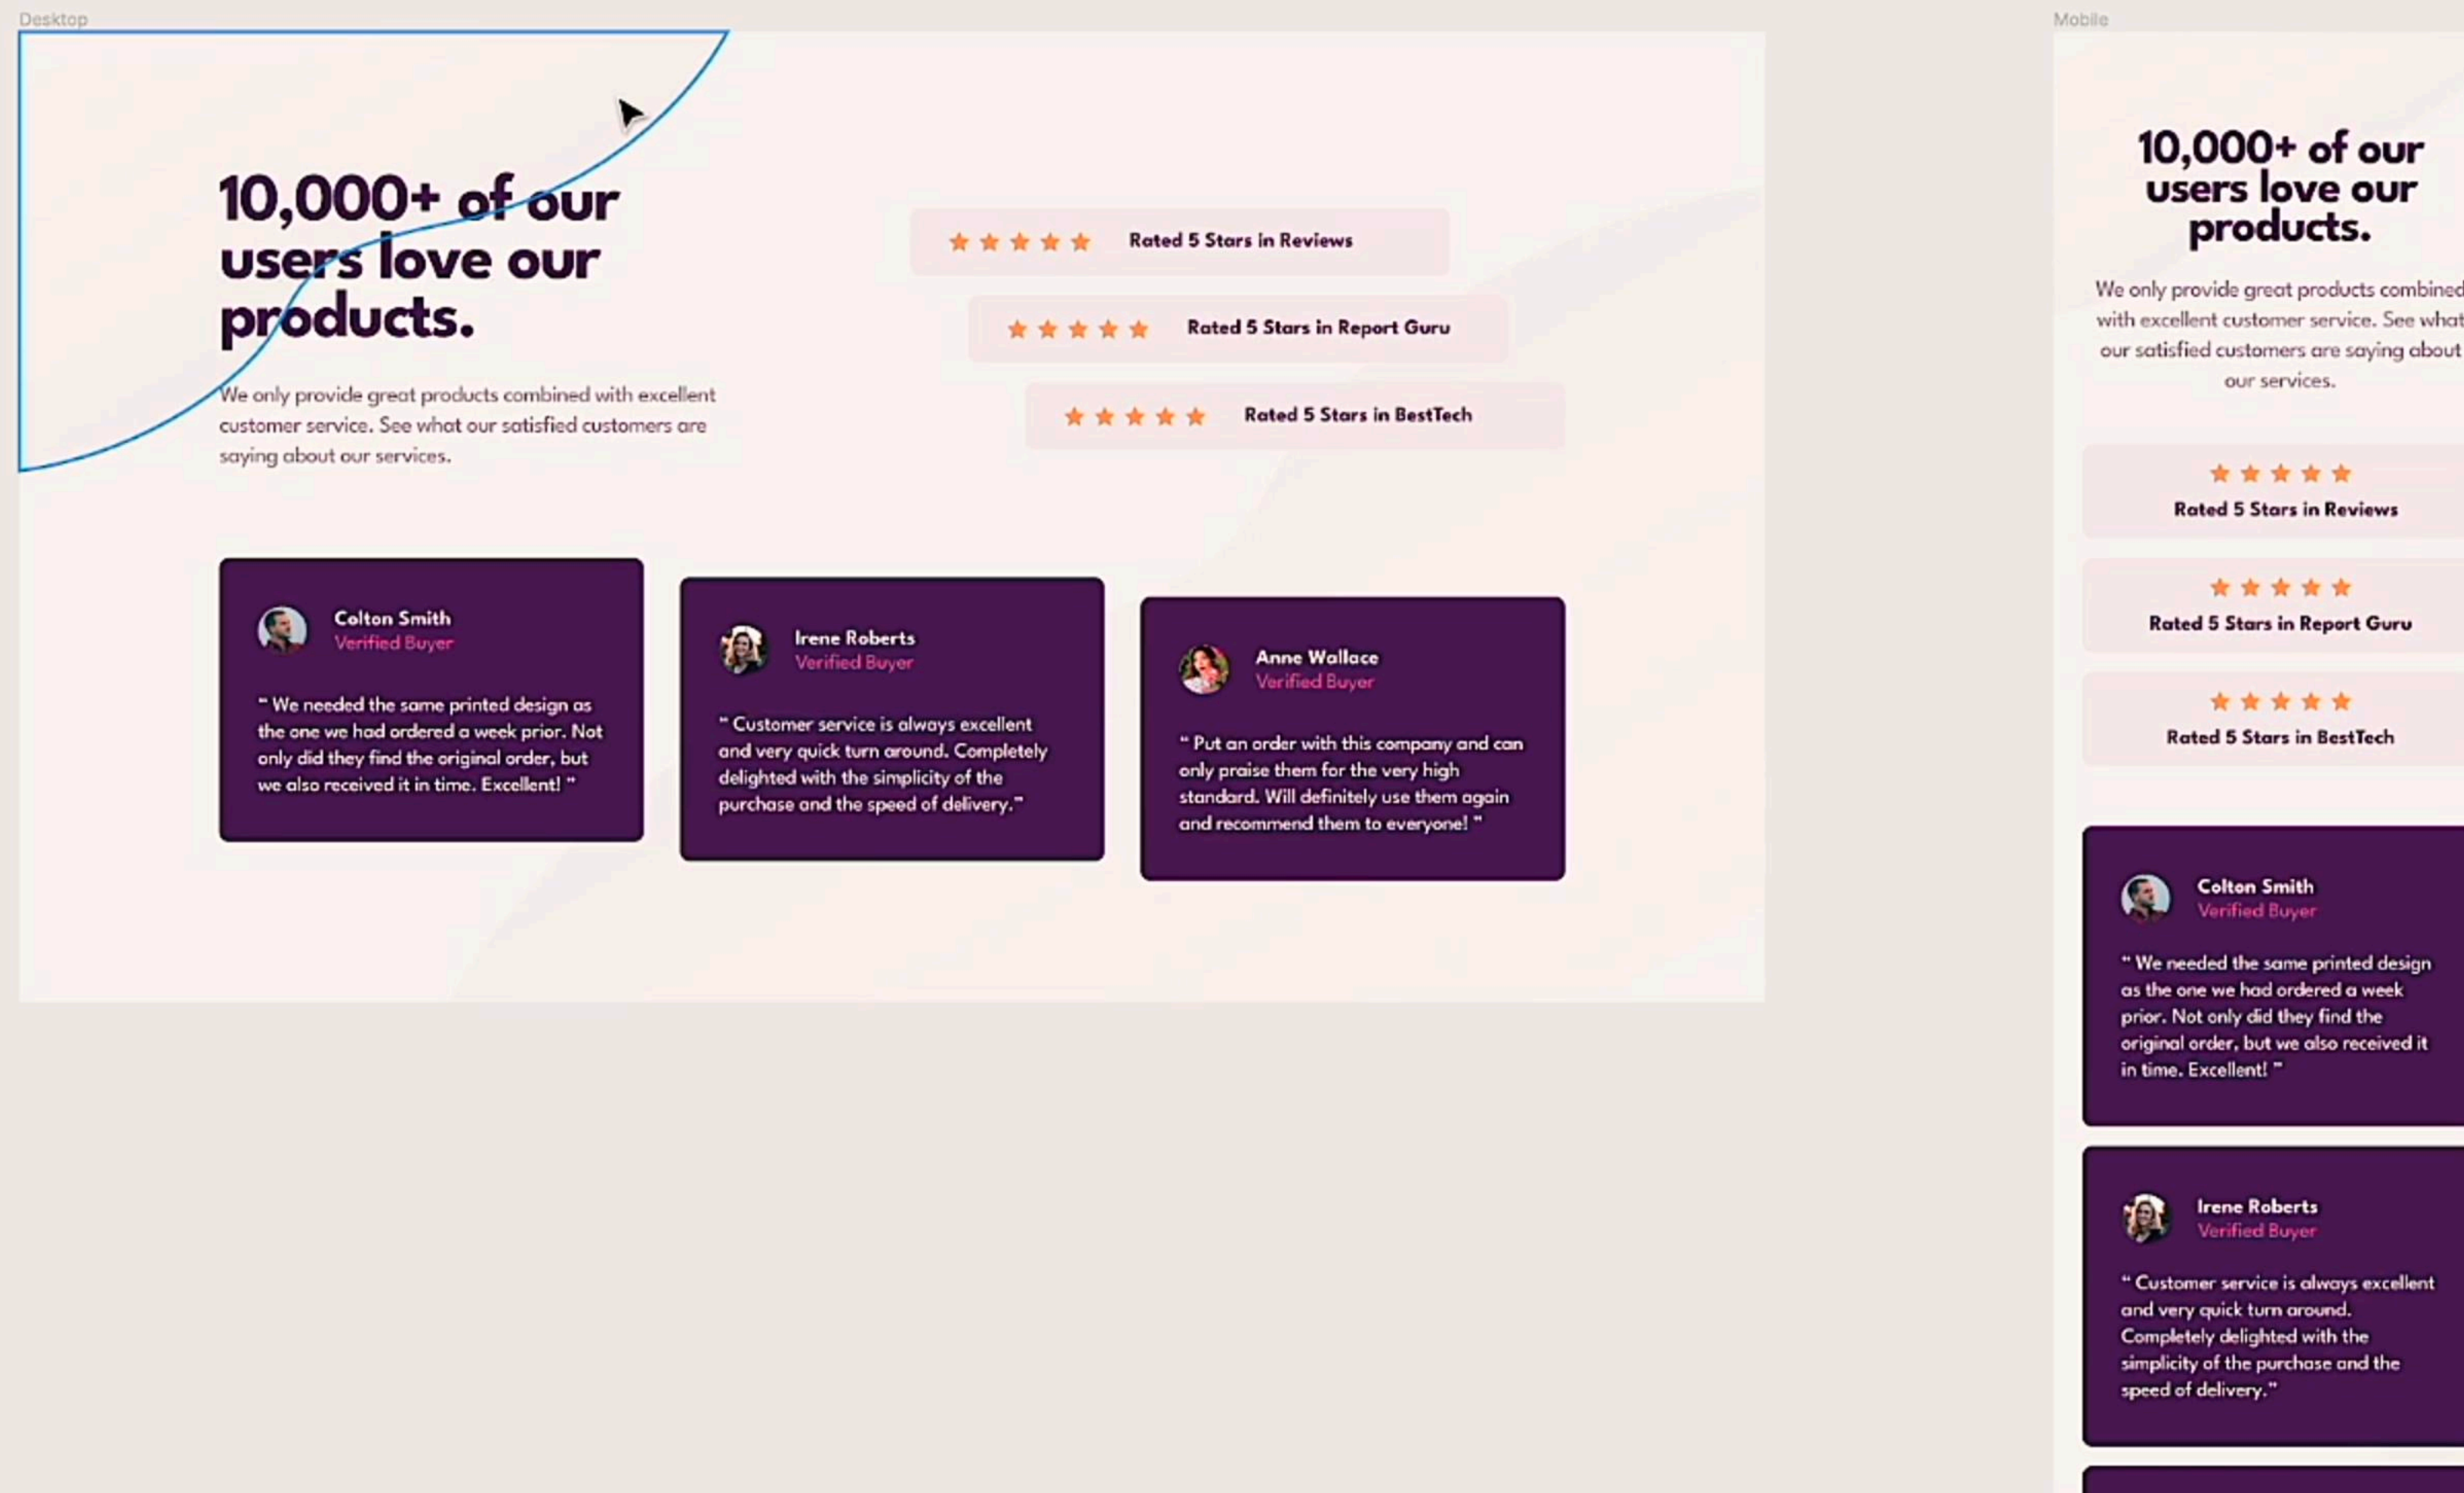 Desktop
10,000+ of our
users love our
products.
We only provide great products combined with excellent
customer service. See what our satisfied customers are
saying about our services.
Rated 5 Stars in Reviews
Rated 5 Stars in Report Guru
Rated 5 Stars in BestTech
Colton Smith
Verified Buyer
“ We needed the same printed design as
the one we had ordered a week prior. Not
only did they find the original order, but
we also received it in time. Excellent! ”
Irene Roberts
Verified Buyer
“ Customer service is always excellent
and very quick turn around. Completely
delighted with the simplicity of the
purchase and the speed of delivery.”
Anne Wallace
Verified Buyer
“ Put an order with this company and can
only praise them for the very high
standard. Will definitely use them again
and recommend them to everyone! ”
Mobile
10,000+ of our
users love our
products.
We only provide great products combined
with excellent customer service. See what
our satisfied customers are saying about
our services.
Rated 5 Stars in Reviews
Rated 5 Stars in Report Guru
Rated 5 Stars in BestTech
Colton Smith
Verified Buyer
“ We needed the same printed design
as the one we had ordered a week
prior. Not only did they find the
original order, but we also received it
in time. Excellent! ”
Irene Roberts
Verified Buyer
“ Customer service is always excellent
and very quick turn around.
Completely delighted with the
simplicity of the purchase and the
speed of delivery.”